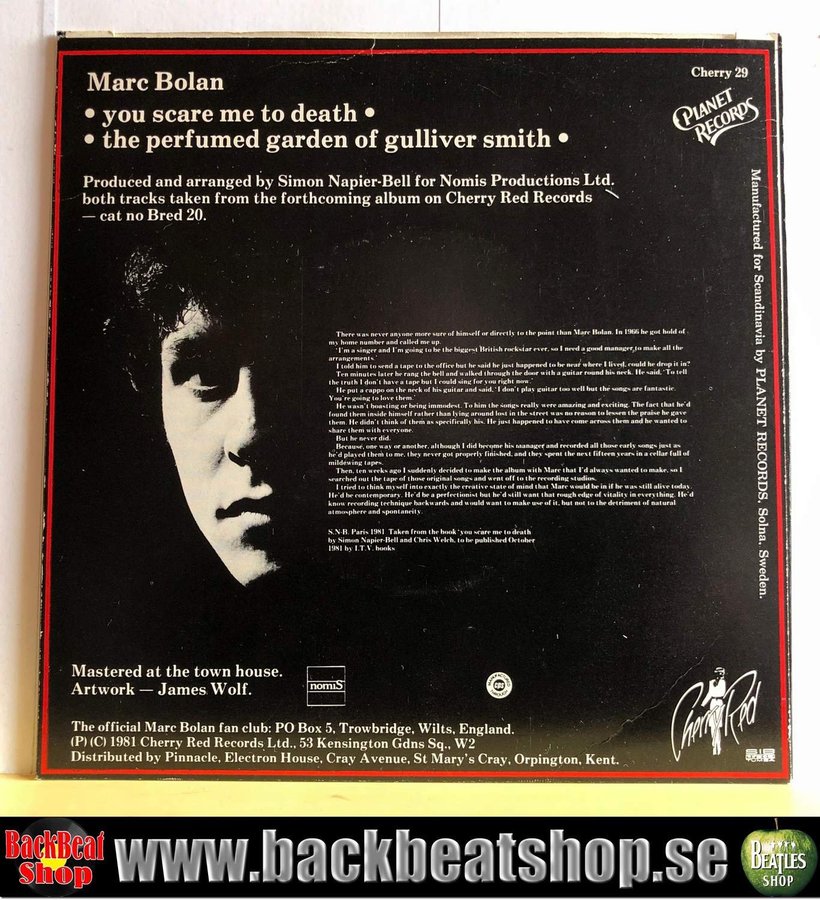 Marc Bolan
• you scare me to death •
• the perfumed garden of gulliver smith •
Cherry 29
PLANET
RECORDS
Produced and arranged by Simon Napier-Bell for Nomis Productions Ltd.
both tracks taken from the forthcoming album on Cherry Red Records
— cat no Bred 20.
Manufactured for Scandinavia by PLANET RECORDS, Solna, Sweden.
There was never anyone more sure of himself or directly to the point than Marc Bolan. In 1966 he got hold of
my home number and called me up.
'I'm a singer and I'm going to be the biggest British rockstar ever, so I need a good manager to make all the
arrangements.'
I told him to send a tape to the office but he said he just happened to be near where I lived, could he drop it in?
Ten minutes later he rang the bell and walked through the door with a guitar round his neck. He said, 'To tell
the truth I don't have a tape but I could sing for you right now.'
He put a cappo on the neck of his guitar and said, 'I don't play guitar too well but the songs are fantastic.
You're going to love them.'
He wasn't boasting or being immodest. To him the songs really were amazing and exciting. The fact that he'd
found them inside himself rather than lying around lost in the street was no reason to lessen the praise he gave
them. He didn't think of them as specifically his. He just happened to have come across them and he wanted to
share them with everyone.
But he never did.
Because, one way or another, although I did become his manager and recorded all those early songs just as
he'd played them to me, they never got properly finished, and they spent the next fifteen years in a cellar full of
mildewing tapes.
Then, ten weeks ago I suddenly decided to make the album with Marc that I'd always wanted to make, so I
searched out the tape of those original songs and went off to the recording studios.
I tried to think myself into exactly the creative state of mind that Marc would be in if he was still alive today.
He'd be contemporary. He'd be a perfectionist but he'd still want that rough edge of vitality in everything. He'd
know recording technique backwards and would want to make use of it, but not to the detriment of natural
atmosphere and spontaneity.
S.N-B. Paris 1981 Taken from the book 'you scare me to death
by Simon Napier-Bell and Chris Welch, to be published October
1981 by I.T.V. books
Mastered at the town house.
Artwork — James Wolf.
nomis
MANUFACTURED
THROUGH
CBS
Cherry Red
The official Marc Bolan fan club: PO Box 5, Trowbridge, Wilts, England.
(P) (C) 1981 Cherry Red Records Ltd., 53 Kensington Gdns Sq., W2
Distributed by Pinnacle, Electron House, Cray Avenue, St Mary's Cray, Orpington, Kent.
BackBeat
Shop
www.backbeatshop.se
BEATLES
SHOP